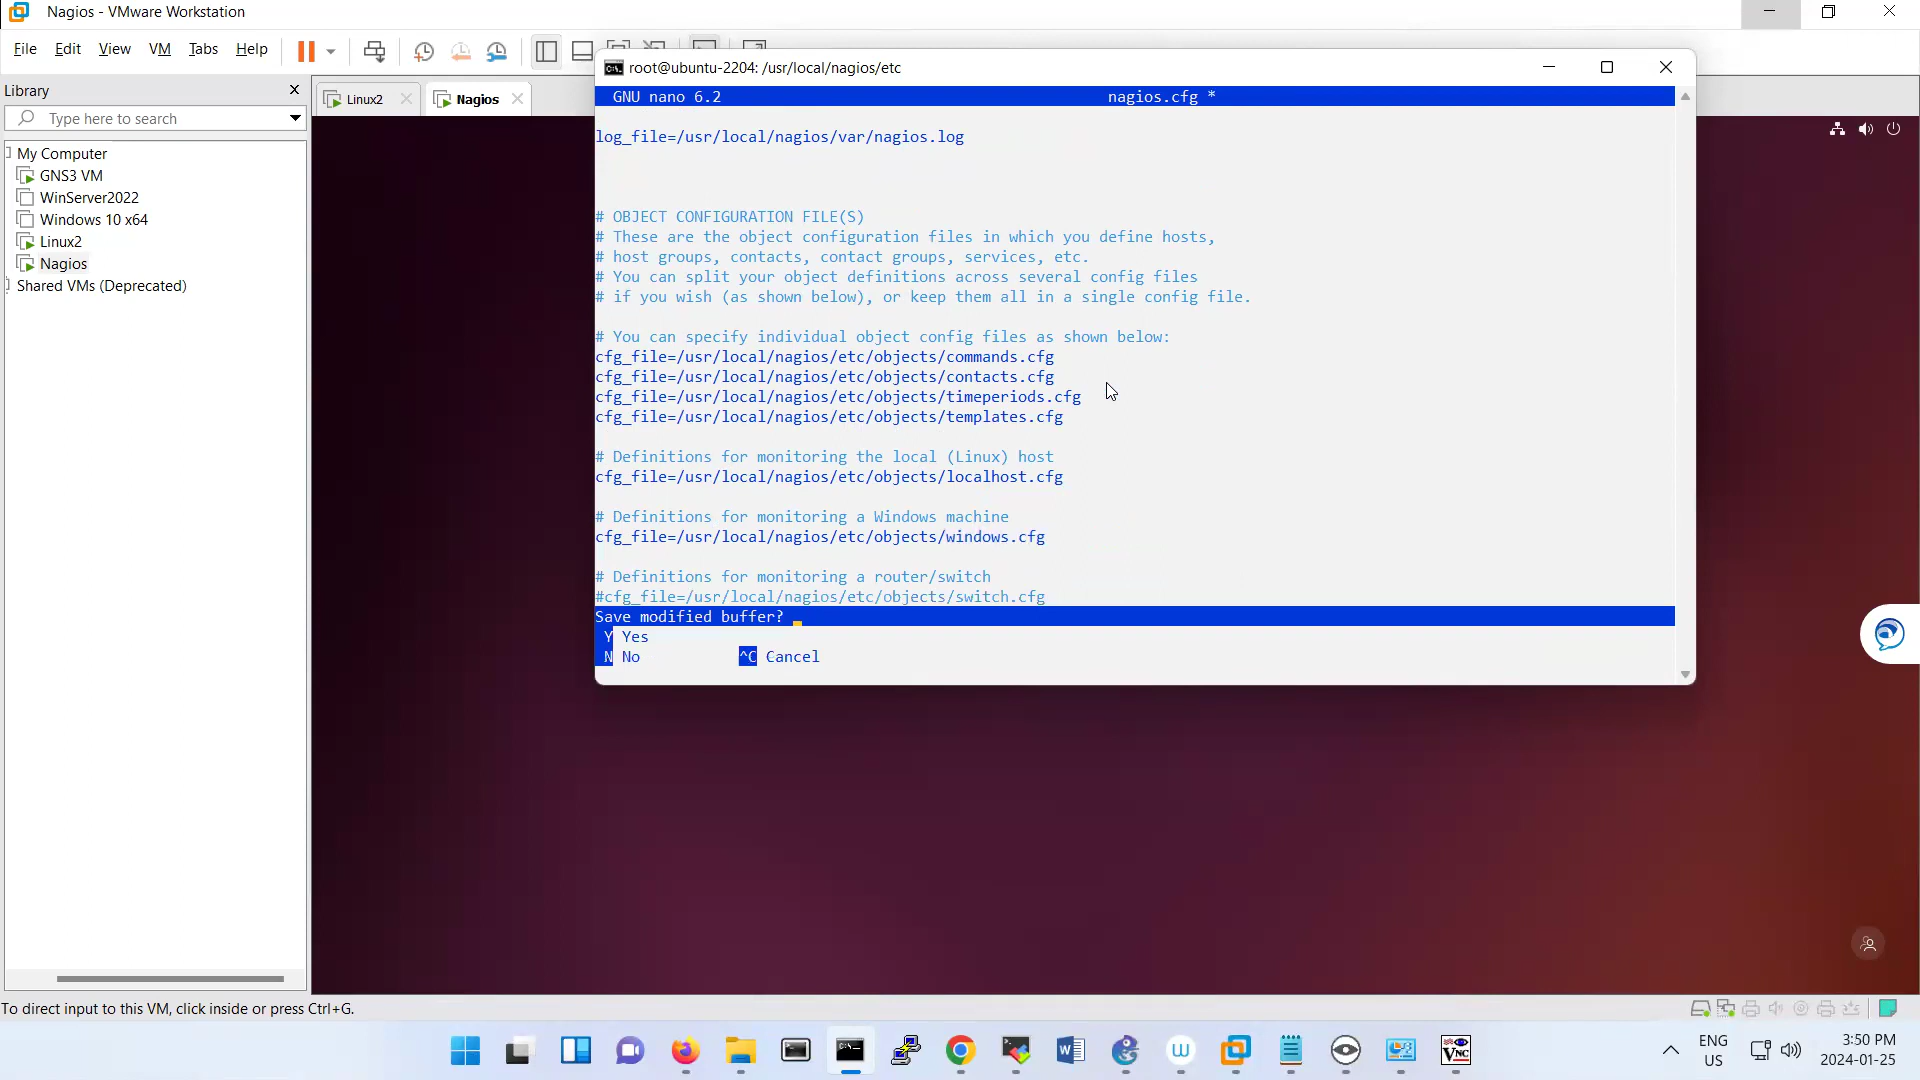 Nagios - VMware Workstation
File Edit View VM Tabs Help
Library
Type here to search
My Computer
GNS3 VM
WinServer2022
Windows 10 x64
Linux2
Nagios
Shared VMs (Deprecated)
Linux2
Nagios
root@ubuntu-2204: /usr/local/nagios/etc
GNU nano 6.2 nagios.cfg *
log_file=/usr/local/nagios/var/nagios.log
# OBJECT CONFIGURATION FILE(S)
# These are the object configuration files in which you define hosts,
# host groups, contacts, contact groups, services, etc.
# You can split your object definitions across several config files
# if you wish (as shown below), or keep them all in a single config file.
# You can specify individual object config files as shown below:
cfg_file=/usr/local/nagios/etc/objects/commands.cfg
cfg_file=/usr/local/nagios/etc/objects/contacts.cfg
cfg_file=/usr/local/nagios/etc/objects/timeperiods.cfg
cfg_file=/usr/local/nagios/etc/objects/templates.cfg
# Definitions for monitoring the local (Linux) host
cfg_file=/usr/local/nagios/etc/objects/localhost.cfg
# Definitions for monitoring a Windows machine
cfg_file=/usr/local/nagios/etc/objects/windows.cfg
# Definitions for monitoring a router/switch
#cfg_file=/usr/local/nagios/etc/objects/switch.cfg
Save modified buffer?
Y Yes
N No ^C Cancel
To direct input to this VM, click inside or press Ctrl+G.
ENG
US
3:50 PM
2024-01-25